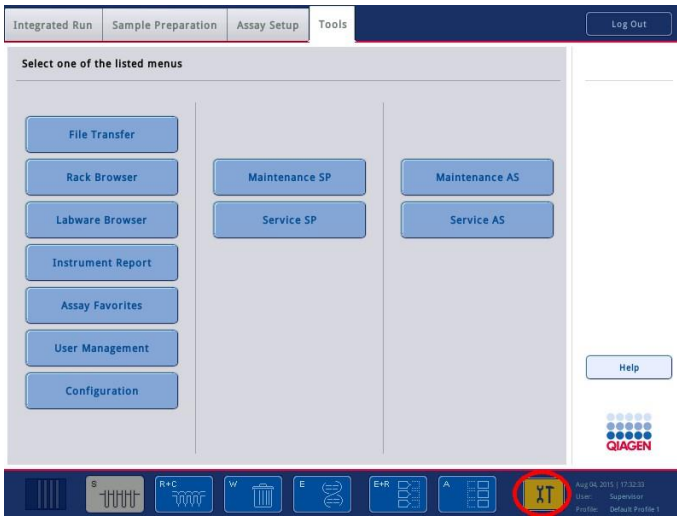 Integrated Run
Sample Preparation
Assay Setup
Tools
Log Out
Select one of the listed menus
File Transfer
Rack Browser
Labware Browser
Instrument Report
Assay Favorites
User Management
Configuration
Maintenance SP
Service SP
Maintenance AS
Service AS
Help
QIAGEN
S
R+C
W
E
E+R
A
Aug 04, 2015 | 17:32:33
User: Supervisor
Profile: Default Profile 1